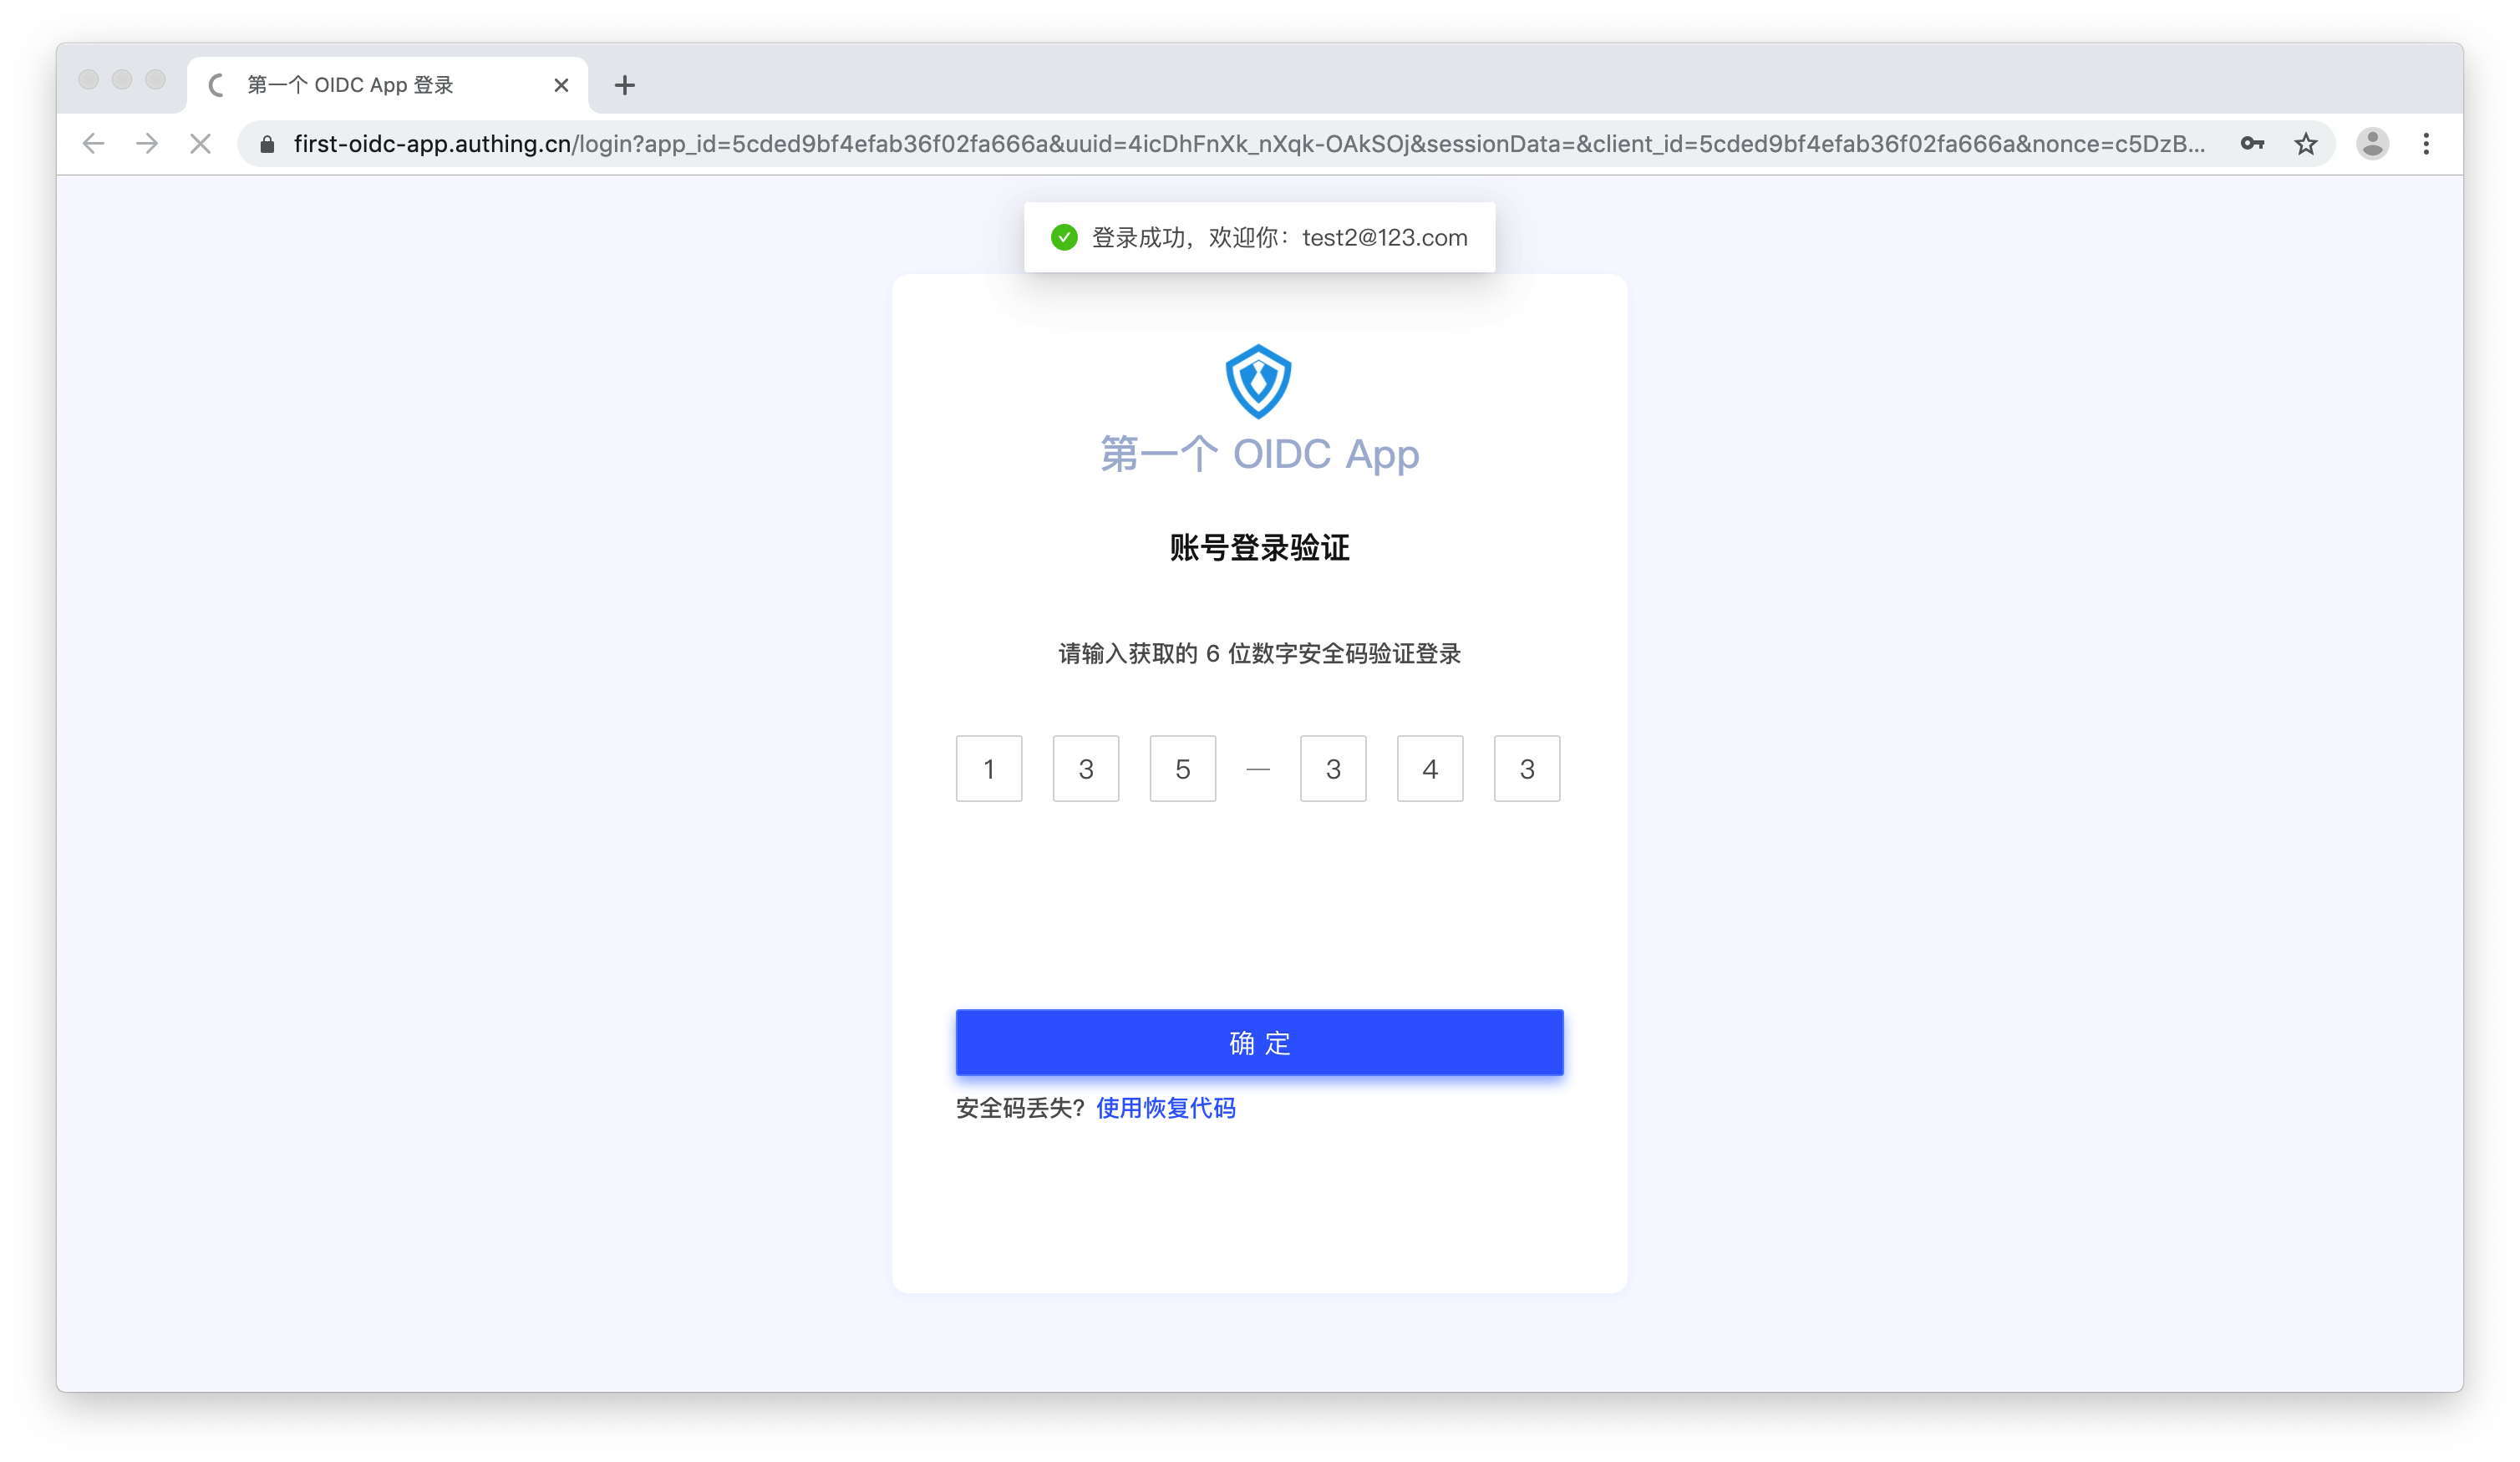 第一个 OIDC App 登录
first-oidc-app.authing.cn/login?app_id=5cded9bf4efab36f02fa666a&uuid=4icDhFnXk_nXqk-OAkSOj&sessionData=&client_id=5cded9bf4efab36f02fa666a&nonce=c5DzB...
登录成功，欢迎你：test2@123.com
第一个 OIDC App
账号登录验证
请输入获取的 6 位数字安全码验证登录
1 3 5 — 3 4 3
确 定
安全码丢失？使用恢复代码